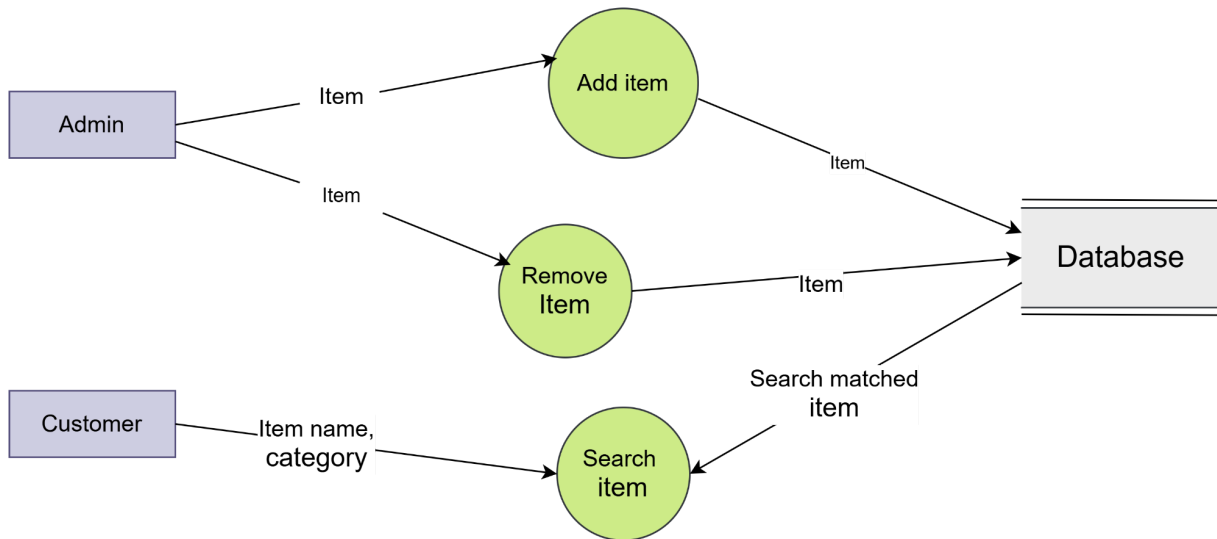 Add item
Item
Admin
Item
Item
Remove
Item
Database
Item
Search matched
item
Customer
Item name,
category
Search
item